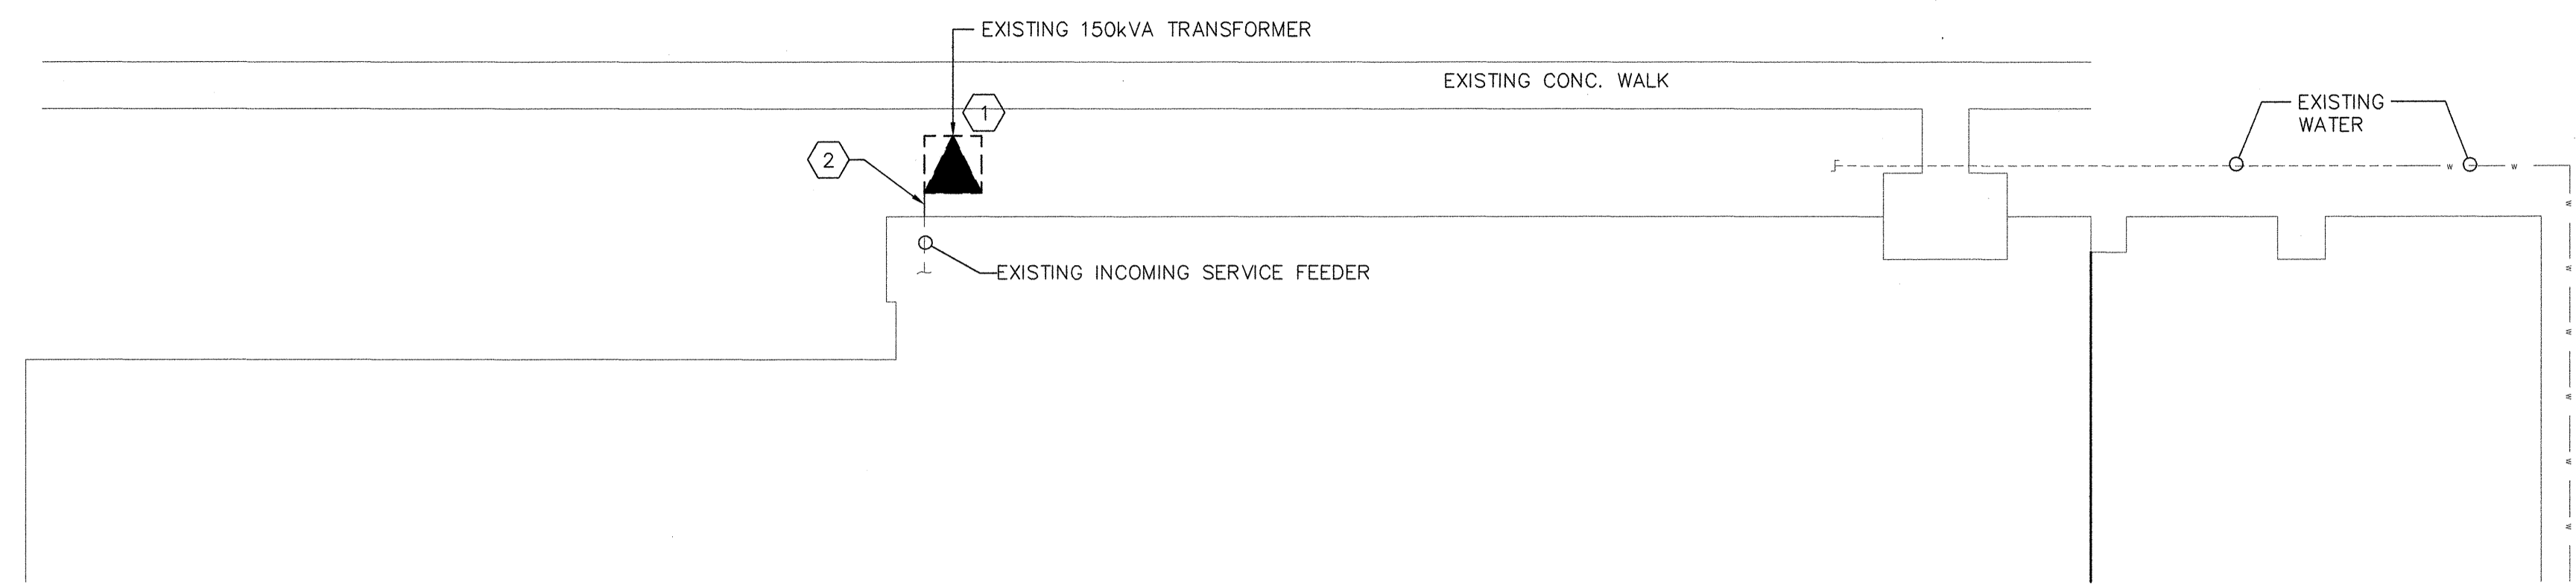 EXISTING 150kVA TRANSFORMER
EXISTING CONC. WALK
EXISTING
WATER
1
2
EXISTING INCOMING SERVICE FEEDER
W
W
W
W
W
W
W
W